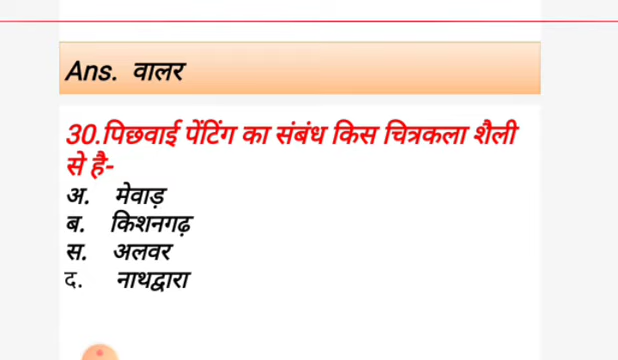 Ans. वालर
30.पिछवाई पेंटिंग का संबंध किस चित्रकला शैली
से है-
अ. मेवाड़
ब. किशनगढ़
स. अलवर
द. नाथद्वारा